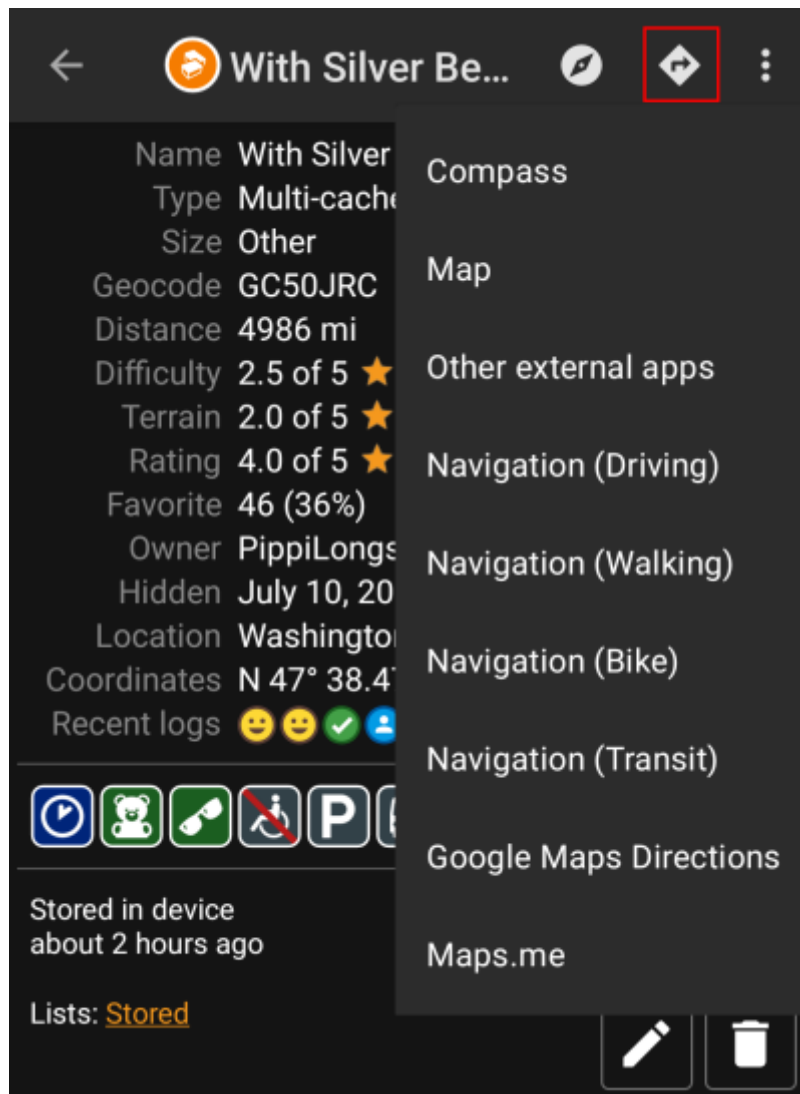 With Silver Be...
Name With Silver
Type Multi-cache
Size Other
Geocode GC50JRC
Distance 4986 mi
Difficulty 2.5 of 5
Terrain 2.0 of 5
Rating 4.0 of 5
Favorite 46 (36%)
Owner PippiLongs
Hidden July 10, 20
Location Washington
Coordinates N 47° 38.47
Recent logs
P
Stored in device
about 2 hours ago
Lists: Stored
Compass
Map
Other external apps
Navigation (Driving)
Navigation (Walking)
Navigation (Bike)
Navigation (Transit)
Google Maps Directions
Maps.me